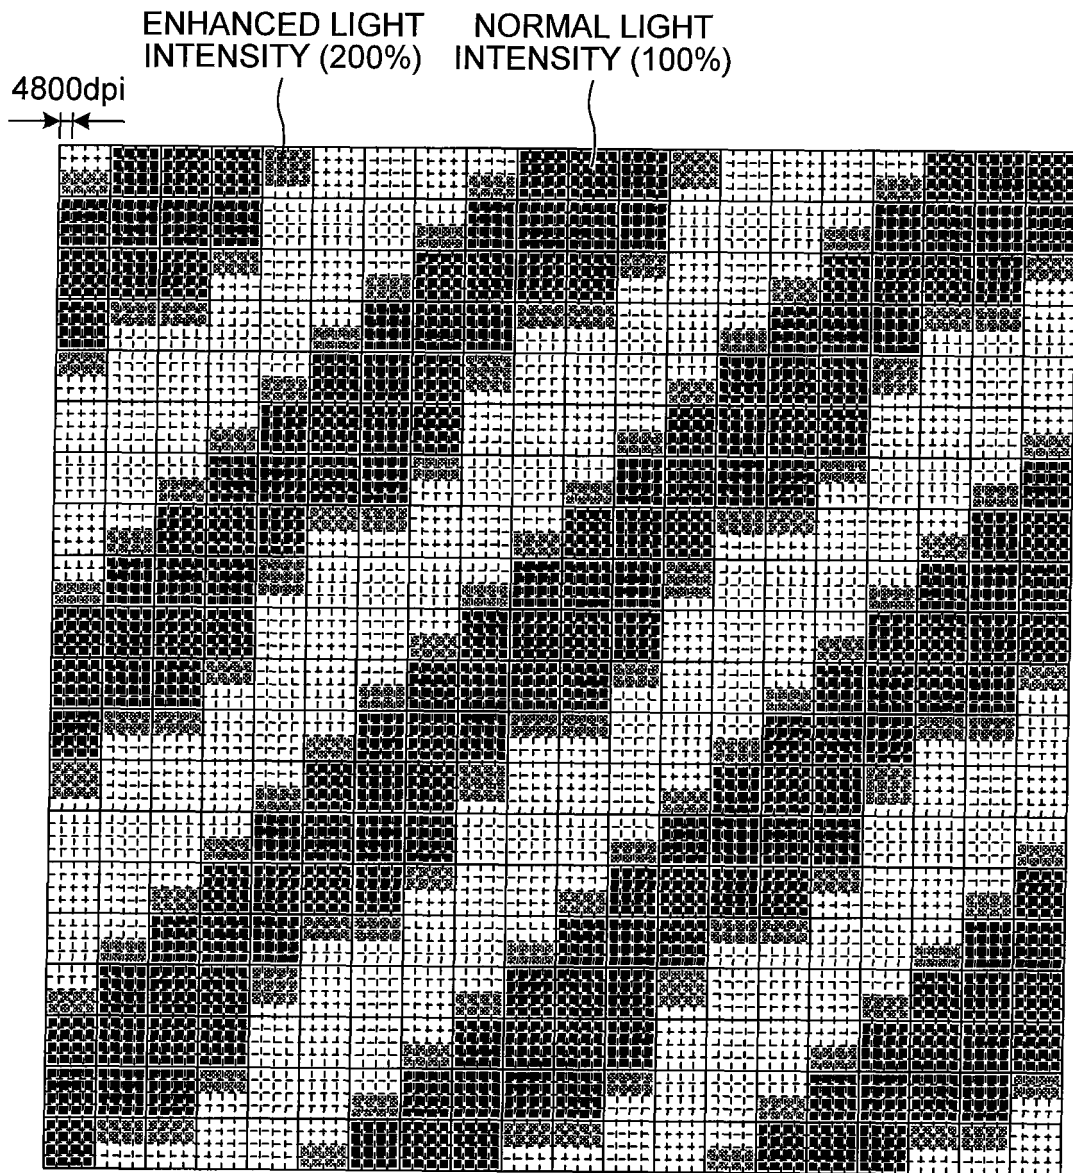 ENHANCED LIGHT
INTENSITY (200%)
NORMAL LIGHT
INTENSITY (100%)
4800dpi